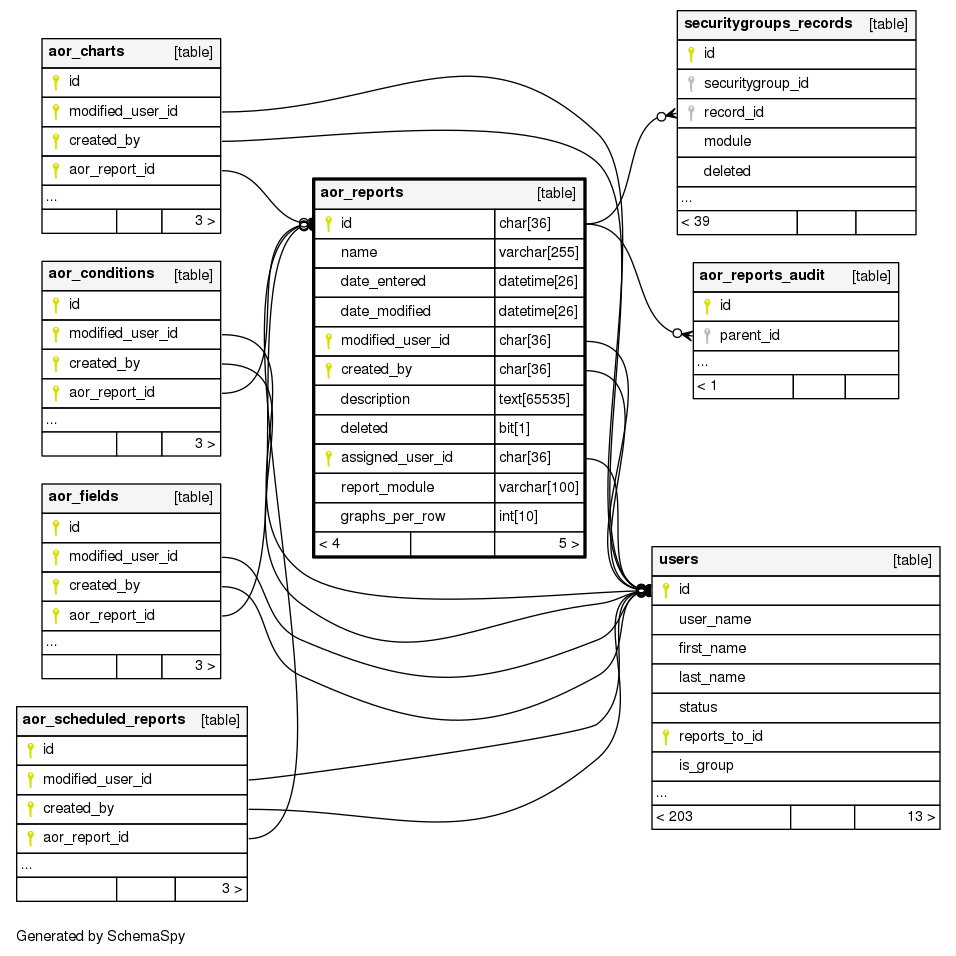 aor_charts [table]
id
modified_user_id
created_by
aor_report_id
...
3 >
aor_conditions [table]
id
modified_user_id
created_by
aor_report_id
...
3 >
aor_fields [table]
id
modified_user_id
created_by
aor_report_id
...
3 >
aor_scheduled_reports [table]
id
modified_user_id
created_by
aor_report_id
...
3 >
aor_reports [table]
id char[36]
name varchar[255]
date_entered datetime[26]
date_modified datetime[26]
modified_user_id char[36]
created_by char[36]
description text[65535]
deleted bit[1]
assigned_user_id char[36]
report_module varchar[100]
graphs_per_row int[10]
< 4 5 >
securitygroups_records [table]
id
securitygroup_id
record_id
module
deleted
...
< 39
aor_reports_audit [table]
id
parent_id
...
< 1
users [table]
id
user_name
first_name
last_name
status
reports_to_id
is_group
...
< 203 13 >
Generated by SchemaSpy